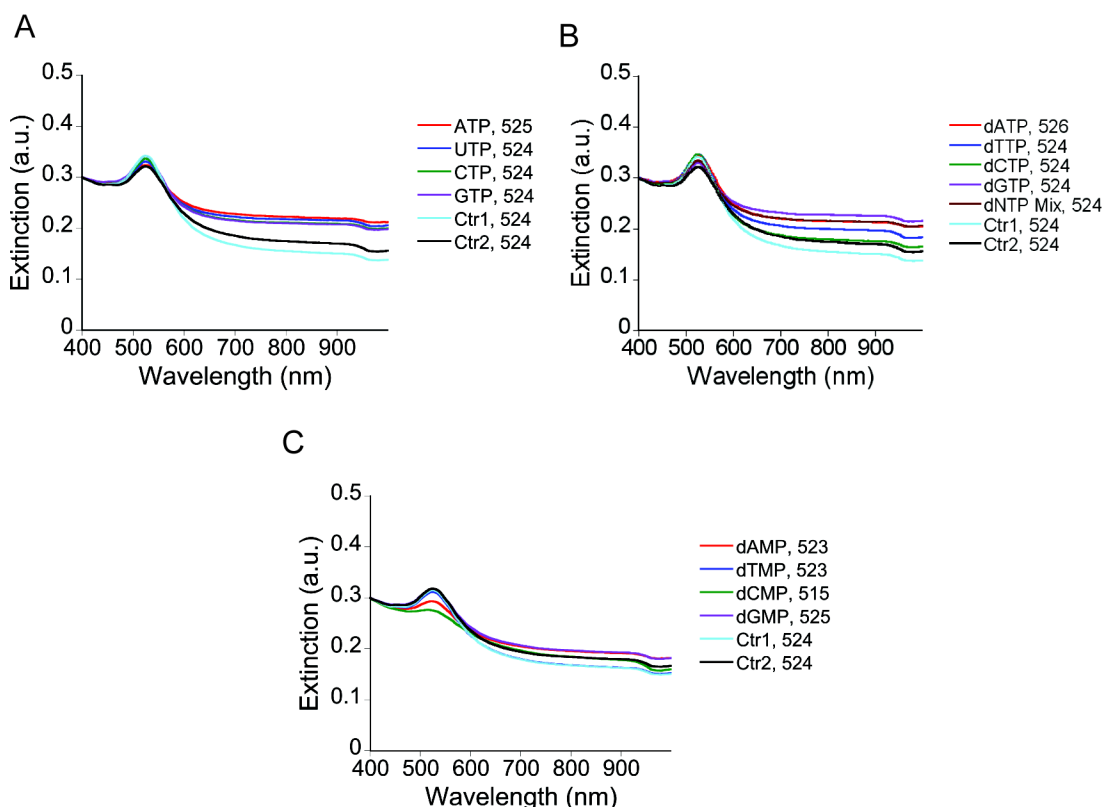 A
Extinction (a.u.)
0.5
0.4
0.3
0.2
0.1
0
400 500 600 700 800 900
Wavelength (nm)
ATP, 525
UTP, 524
CTP, 524
GTP, 524
Ctr1, 524
Ctr2, 524
B
Extinction (a.u.)
0.5
0.4
0.3
0.2
0.1
0
400 500 600 700 800 900
Wavelength (nm)
dATP, 526
dTTP, 524
dCTP, 524
dGTP, 524
dNTP Mix, 524
Ctr1, 524
Ctr2, 524
C
Extinction (a.u.)
0.5
0.4
0.3
0.2
0.1
0
400 500 600 700 800 900
Wavelength (nm)
dAMP, 523
dTMP, 523
dCMP, 515
dGMP, 525
Ctr1, 524
Ctr2, 524